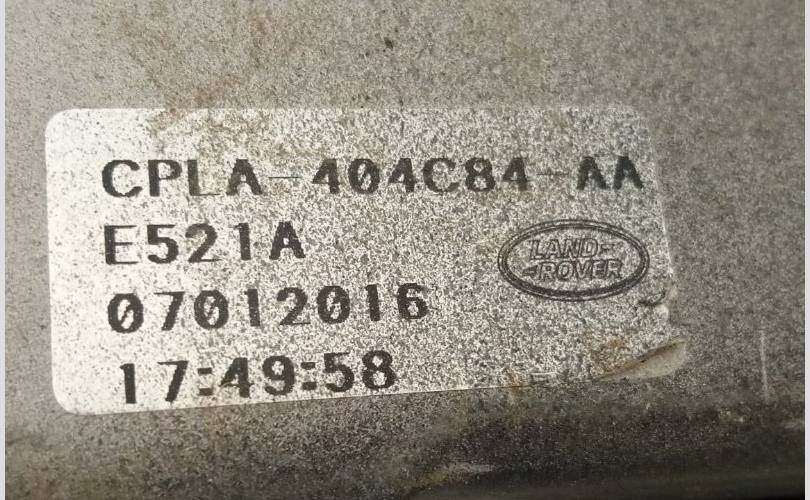 CPLA-404C84-AA
E521A
LAND-
-ROVER
07012016
17:49:58